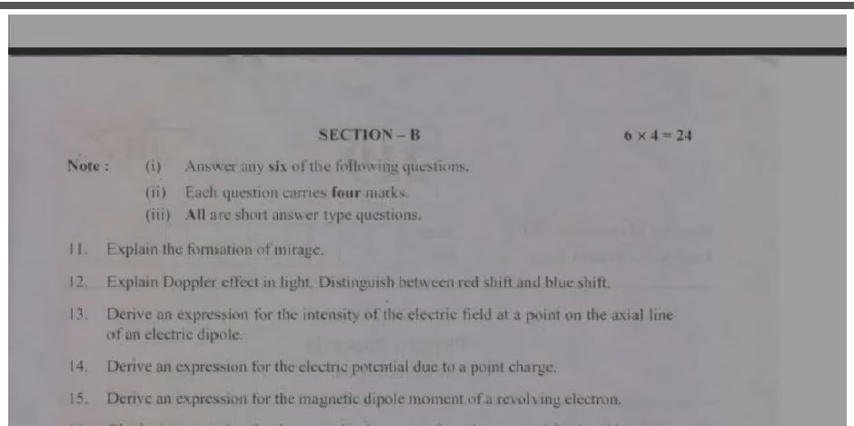 SECTION – B 6 × 4 = 24
Note : (i) Answer any six of the following questions.
(ii) Each question carries four marks.
(iii) All are short answer type questions.
11. Explain the formation of mirage.
12. Explain Doppler effect in light. Distinguish between red shift and blue shift.
13. Derive an expression for the intensity of the electric field at a point on the axial line
of an electric dipole.
14. Derive an expression for the electric potential due to a point charge.
15. Derive an expression for the magnetic dipole moment of a revolving electron.